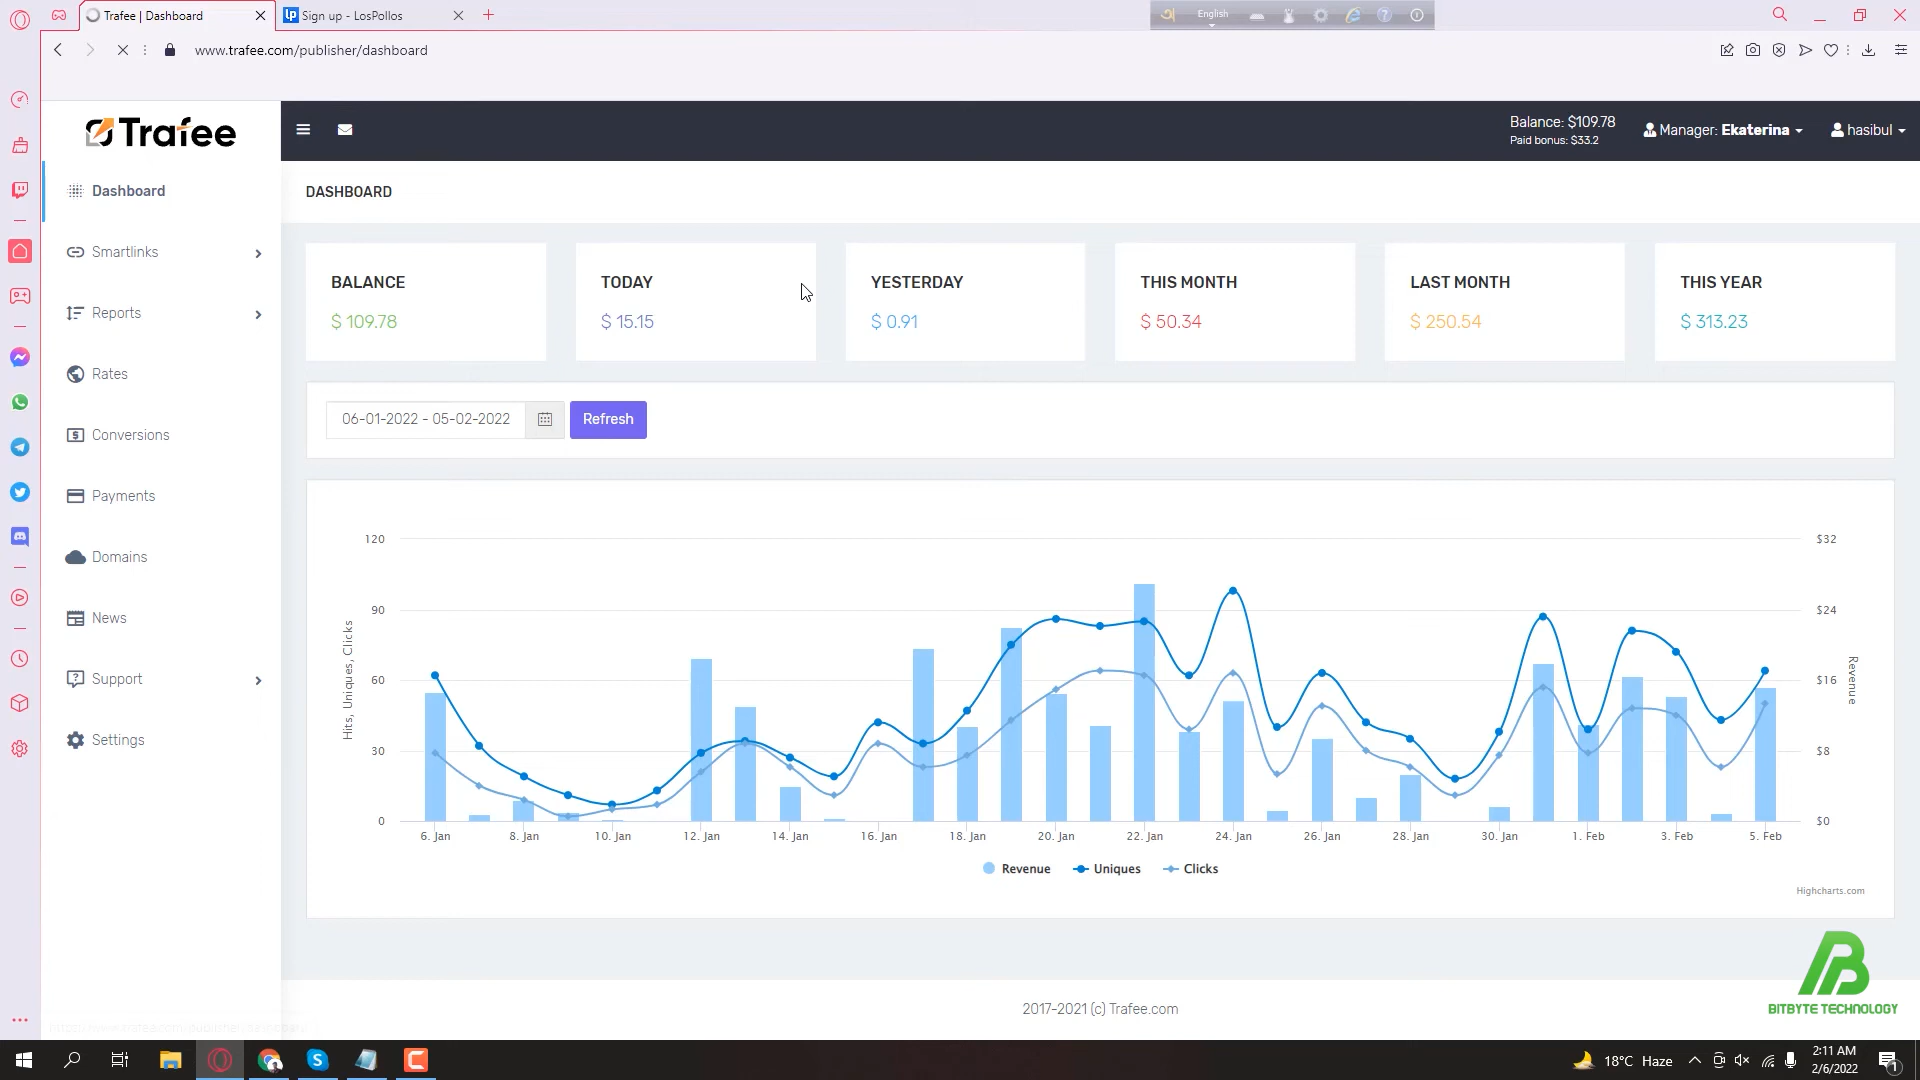 Trafee | Dashboard
lp Sign up - LosPollos
English
www.trafee.com/publisher/dashboard
Trafee
Balance: $109.78
Paid bonus: $33.2
Manager: Ekaterina
hasibul
Dashboard
Smartlinks
Reports
Rates
Conversions
Payments
Domains
News
Support
Settings
DASHBOARD
BALANCE
$ 109.78
TODAY
$ 15.15
YESTERDAY
$ 0.91
THIS MONTH
$ 50.34
LAST MONTH
$ 250.54
THIS YEAR
$ 313.23
06-01-2022 - 05-02-2022
Refresh
Hits, Uniques, Clicks
120
90
60
30
0
$32
$24
$16
$8
$0
Revenue
6. Jan
8. Jan
10. Jan
12. Jan
14. Jan
16. Jan
18. Jan
20. Jan
22. Jan
24. Jan
26. Jan
28. Jan
30. Jan
1. Feb
3. Feb
5. Feb
Revenue
Uniques
Clicks
Highcharts.com
BITBYTE TECHNOLOGY
2017-2021 (c) Trafee.com
18°C Haze
2:11 AM
2/6/2022
1